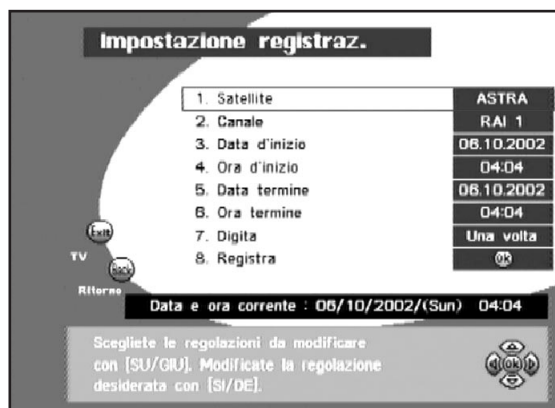 Impostazione registraz.
1. Satellite ASTRA
2. Canale RAI 1
3. Data d'inizio 06.10.2002
4. Ora d'inizio 04:04
5. Data termine 06.10.2002
6. Ora termine 04:04
7. Digita Una volta
8. Registra Ok
Exit
TV
Back
Ritorno
Data e ora corrente : 06/10/2002/(Sun) 04:04
Scegliete le regolazioni da modificare
con [SU/GIU]. Modificate la regolazione Ok
desiderata con [SI/DE].